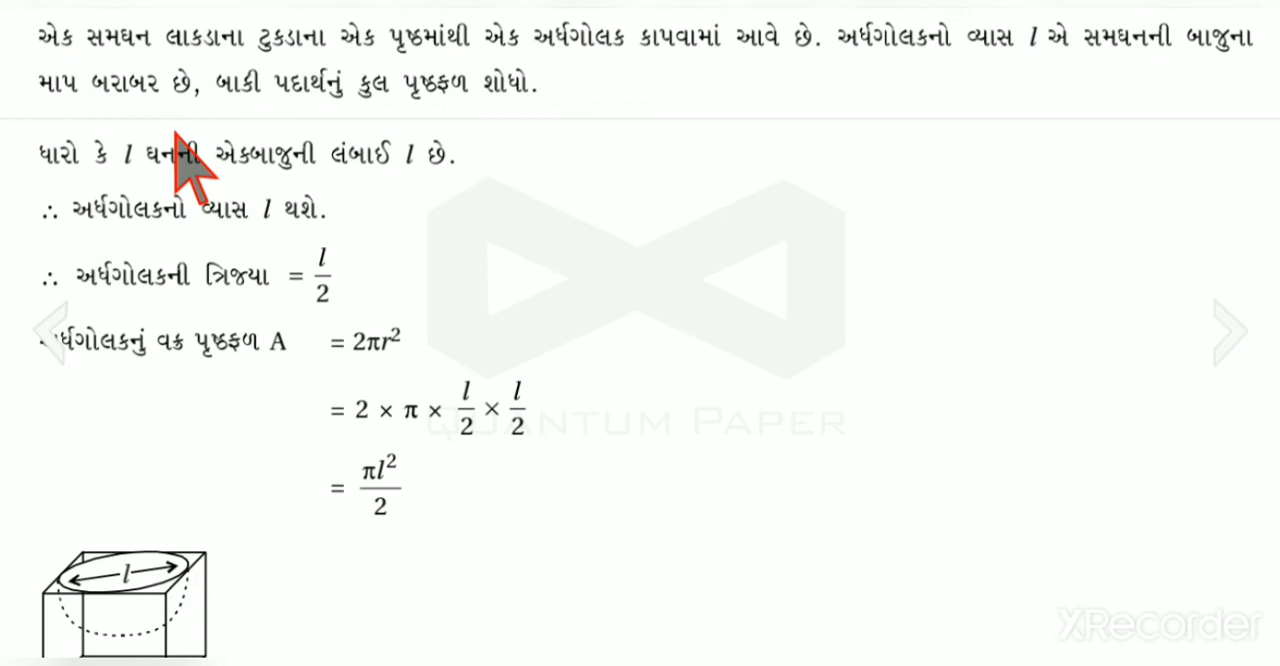 એક સમઘન લાકડાના ટુકડાના એક પૃષ્ઠમાંથી એક અર્ધગોલક કાપવામાં આવે છે. અર્ધગોલકનો વ્યાસ l એ સમઘનની બાજુના
માપ બરાબર છે, બાકી પદાર્થનું કુલ પૃષ્ઠફળ શોધો.
ધારો કે l ઘનની એકબાજુની લંબાઈ l છે.
∴ અર્ધગોલકનો વ્યાસ l થશે.
∴ અર્ધગોલકની ત્રિજ્યા = l/2
અર્ધગોલકનું વક્ર પૃષ્ઠફળ A = 2πr²
= 2 × π × l/2 × l/2
= πl²/2
l
QUANTUM PAPER
XRecorder